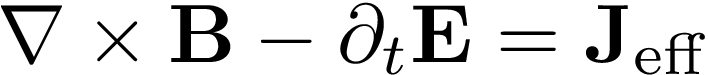 ∇ × 𝐁 − ∂ₜ𝐄 = 𝐉_eff